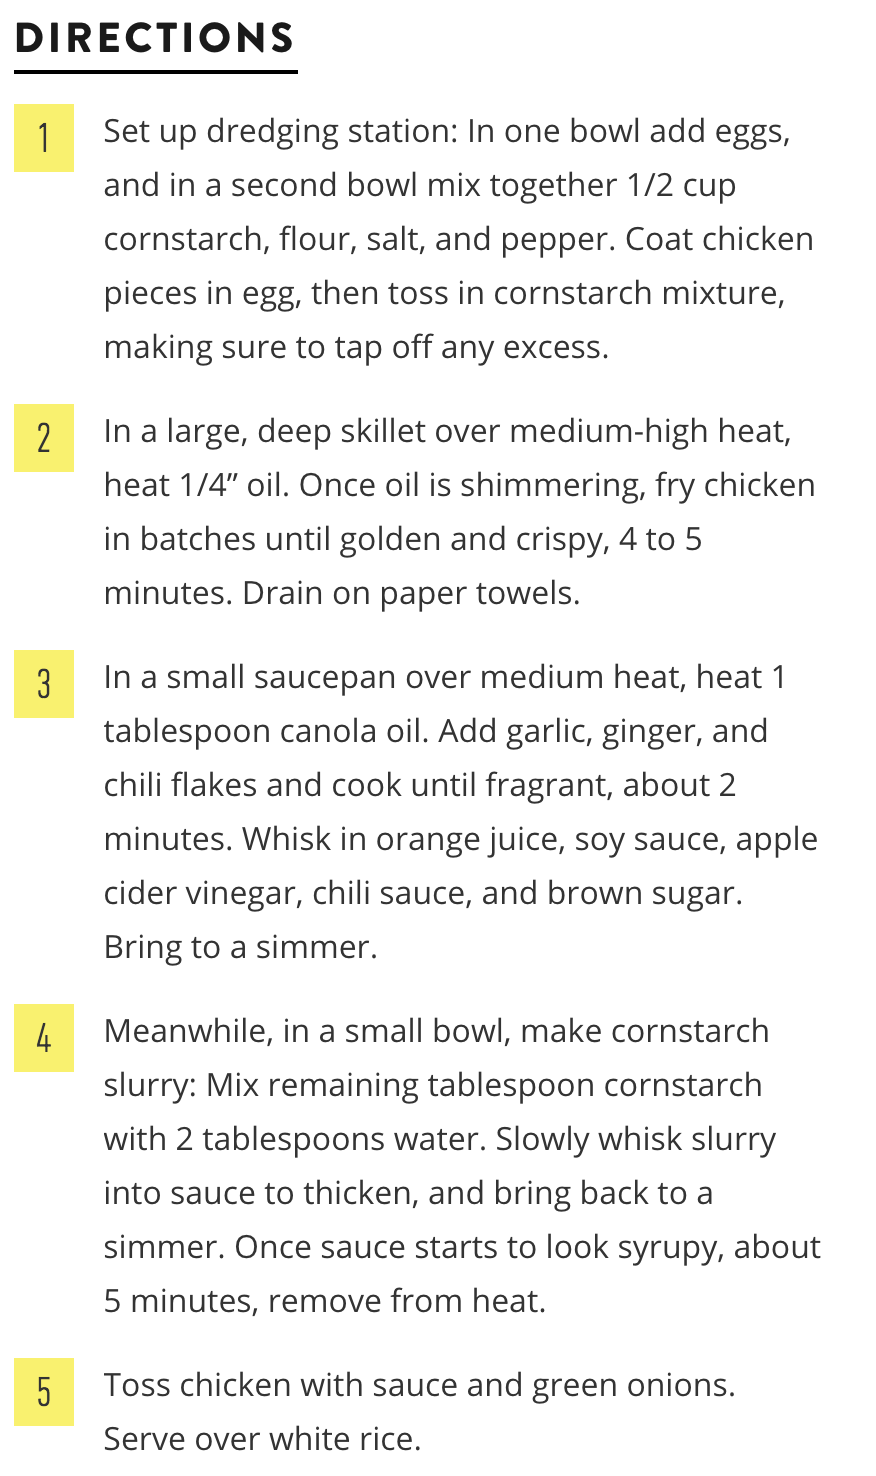 DIRECTIONS
1
Set up dredging station: In one bowl add eggs,
and in a second bowl mix together 1/2 cup
cornstarch, flour, salt, and pepper. Coat chicken
pieces in egg, then toss in cornstarch mixture,
making sure to tap off any excess.
2
In a large, deep skillet over medium-high heat,
heat 1/4” oil. Once oil is shimmering, fry chicken
in batches until golden and crispy, 4 to 5
minutes. Drain on paper towels.
3
In a small saucepan over medium heat, heat 1
tablespoon canola oil. Add garlic, ginger, and
chili flakes and cook until fragrant, about 2
minutes. Whisk in orange juice, soy sauce, apple
cider vinegar, chili sauce, and brown sugar.
Bring to a simmer.
4
Meanwhile, in a small bowl, make cornstarch
slurry: Mix remaining tablespoon cornstarch
with 2 tablespoons water. Slowly whisk slurry
into sauce to thicken, and bring back to a
simmer. Once sauce starts to look syrupy, about
5 minutes, remove from heat.
5
Toss chicken with sauce and green onions.
Serve over white rice.